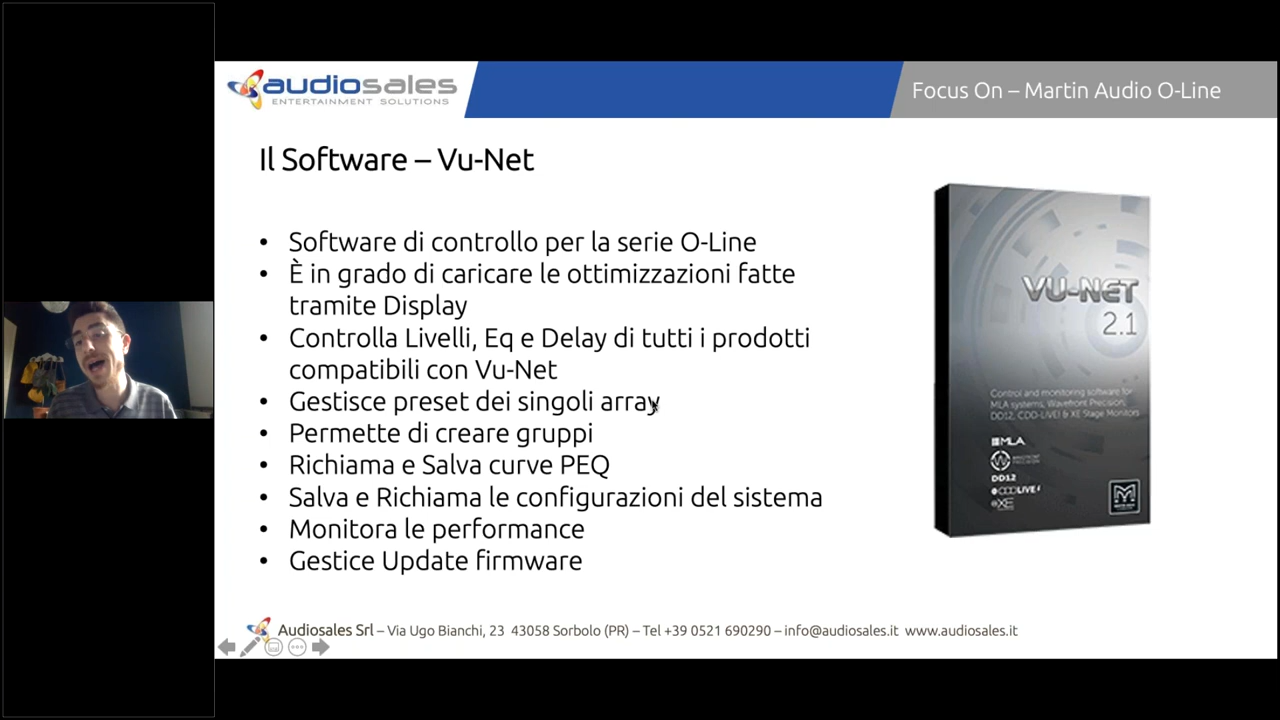 audiosales
ENTERTAINMENT SOLUTIONS
Focus On – Martin Audio O-Line
Il Software – Vu-Net
• Software di controllo per la serie O-Line
• È in grado di caricare le ottimizzazioni fatte
tramite Display
• Controlla Livelli, Eq e Delay di tutti i prodotti
compatibili con Vu-Net
• Gestisce preset dei singoli array
• Permette di creare gruppi
• Richiama e Salva curve PEQ
• Salva e Richiama le configurazioni del sistema
• Monitora le performance
• Gestice Update firmware
VU-NET
2.1
Control and monitoring software for
MLA systems, Wavefront Precision,
DD12, CDD-LIVE! & XE Stage Monitors
MLA
WAVEFRONT
PRECISION
DD12
CDDLIVE!
XE
Audiosales Srl – Via Ugo Bianchi, 23 43058 Sorbolo (PR) – Tel +39 0521 690290 – info@audiosales.it www.audiosales.it